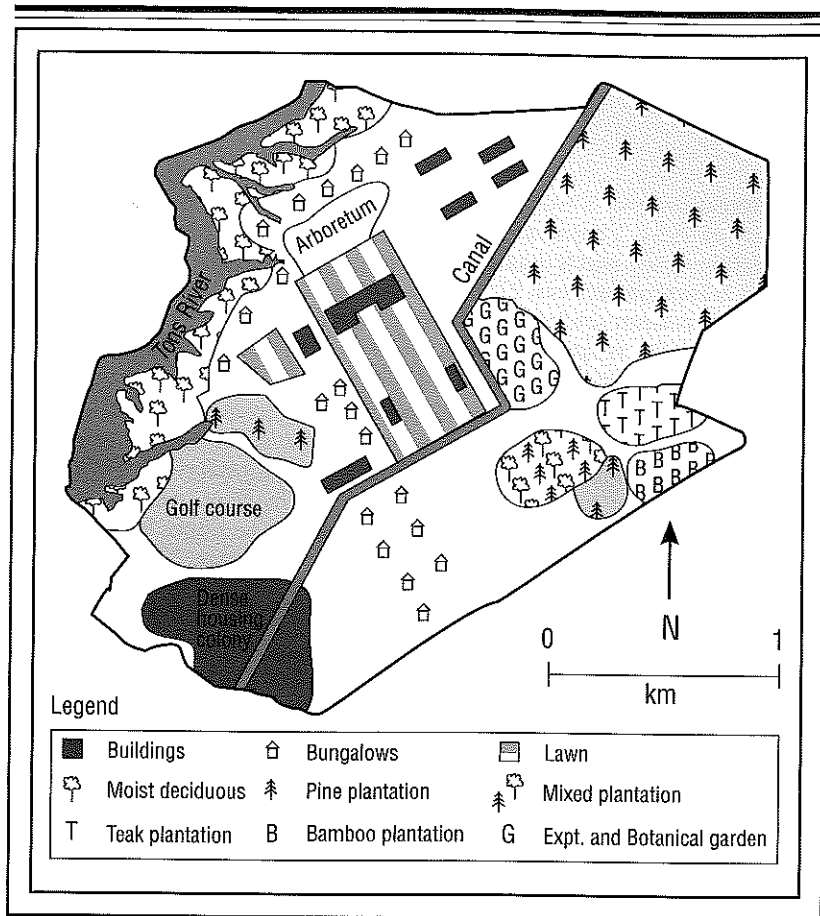 Arboretum
Canal
Tons River
Golf course
Dense
housing
colony
N
0 1
km
Legend
Buildings Bungalows Lawn
Moist deciduous Pine plantation Mixed plantation
T Teak plantation B Bamboo plantation G Expt. and Botanical garden